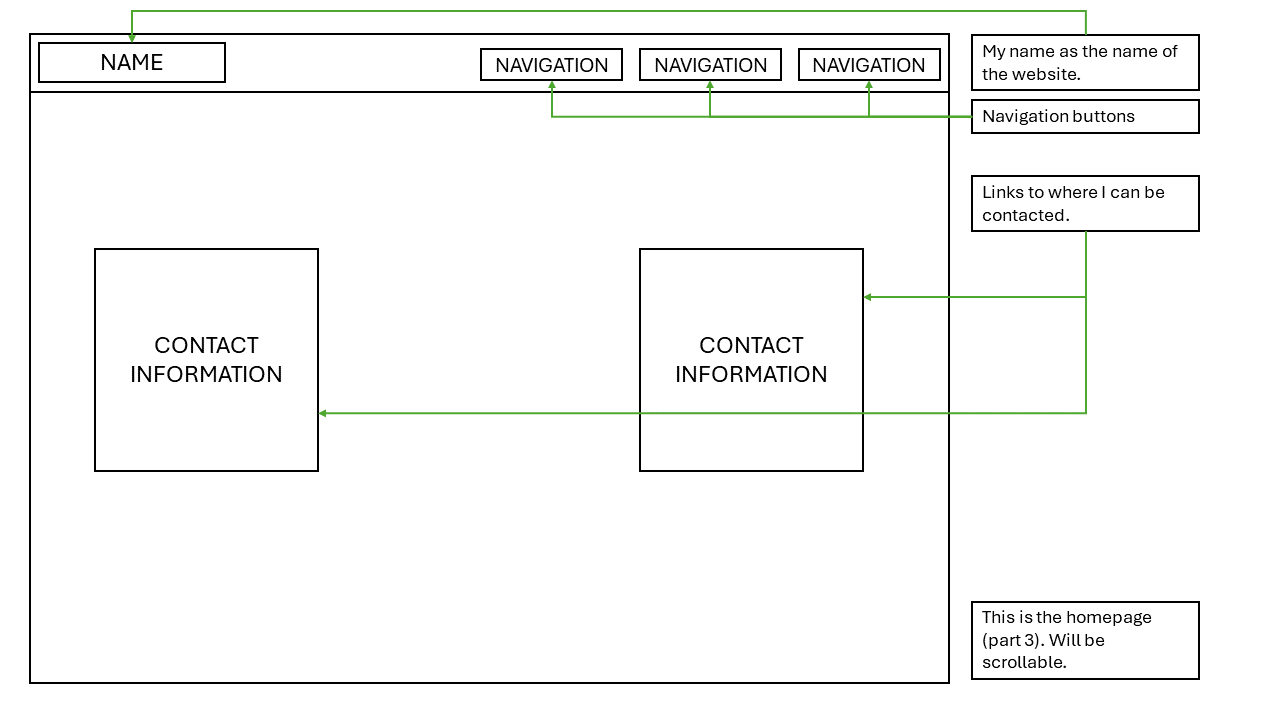 NAME
NAVIGATION
NAVIGATION
NAVIGATION
My name as the name of
the website.
Navigation buttons
Links to where I can be
contacted.
CONTACT
INFORMATION
CONTACT
INFORMATION
This is the homepage
(part 3). Will be
scrollable.